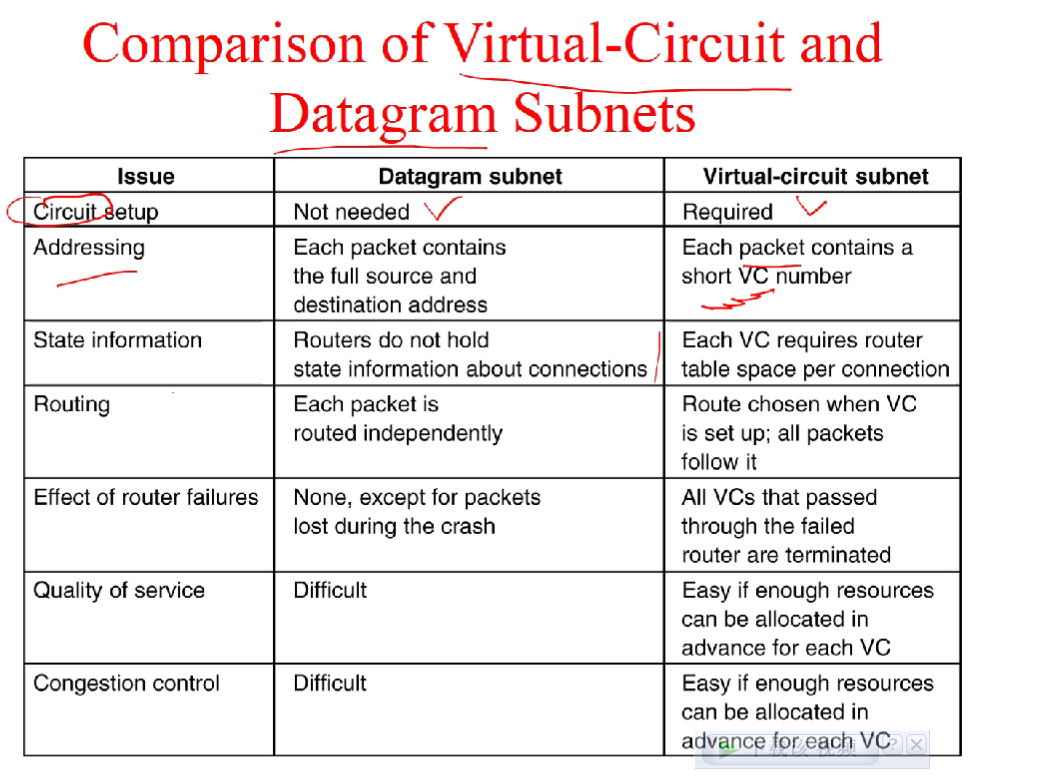 Comparison of Virtual-Circuit and
Datagram Subnets
Issue
Datagram subnet
Virtual-circuit subnet
Circuit setup
Not needed
Required
Addressing
Each packet contains
the full source and
destination address
Each packet contains a
short VC number
State information
Routers do not hold
state information about connections
Each VC requires router
table space per connection
Routing
Each packet is
routed independently
Route chosen when VC
is set up; all packets
follow it
Effect of router failures
None, except for packets
lost during the crash
All VCs that passed
through the failed
router are terminated
Quality of service
Difficult
Easy if enough resources
can be allocated in
advance for each VC
Congestion control
Difficult
Easy if enough resources
can be allocated in
advance for each VC
下载该视频 ?